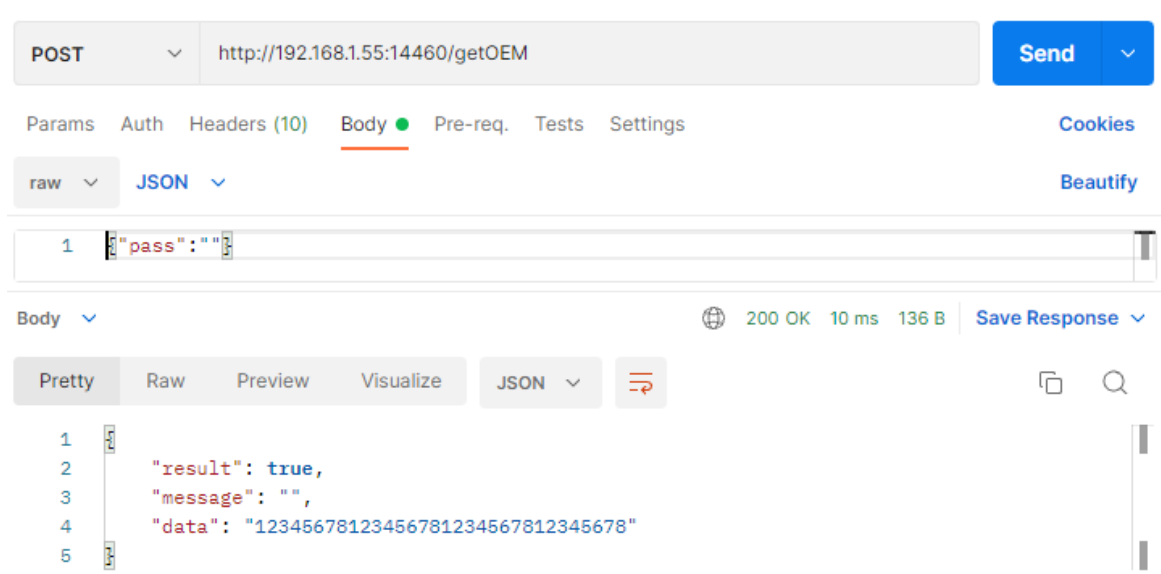 POST http://192.168.1.55:14460/getOEM Send
Params Auth Headers (10) Body Pre-req. Tests Settings Cookies
raw JSON Beautify
1 {"pass":""}
Body 200 OK 10 ms 136 B Save Response
Pretty Raw Preview Visualize JSON
1 {
2 "result": true,
3 "message": "",
4 "data": "12345678123456781234567812345678"
5 }